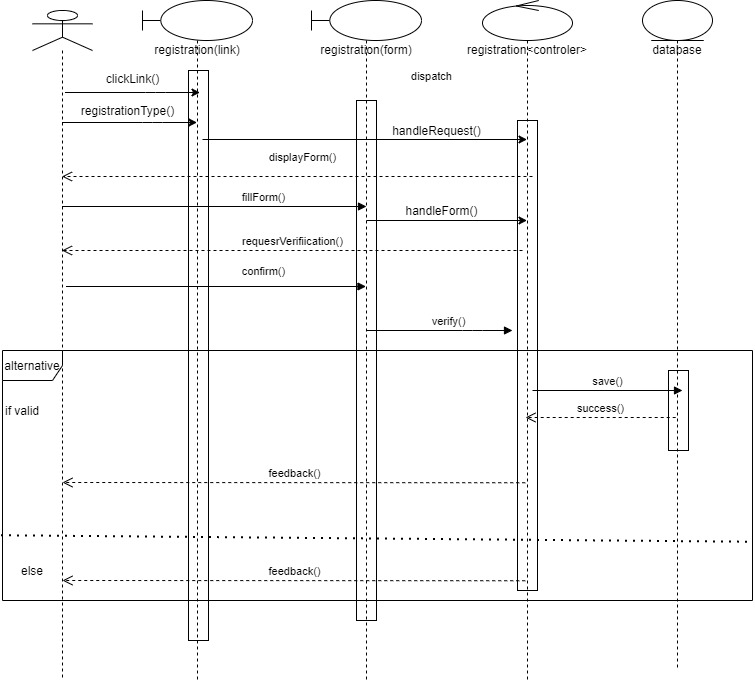 registration(link)
registration(form)
registration<controler>
database
dispatch
clickLink()
registrationType()
handleRequest()
displayForm()
fillForm()
handleForm()
requesrVerifiication()
confirm()
verify()
alternative
if valid
save()
success()
feedback()
else
feedback()